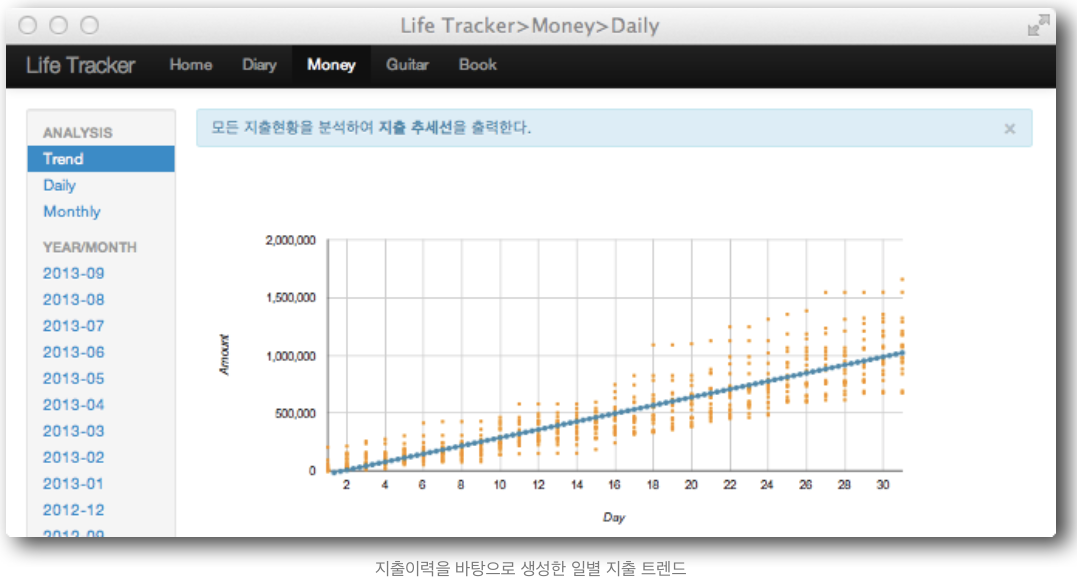 Life Tracker>Money>Daily
Life Tracker Home Diary Money Guitar Book
모든 지출현황을 분석하여 지출 추세선을 출력한다. ×
ANALYSIS
Trend
Daily
Monthly
YEAR/MONTH
2013-09
2013-08
2013-07
2013-06
2013-05
2013-04
2013-03
2013-02
2013-01
2012-12
2012-09
2,000,000
1,500,000
1,000,000
500,000
0
Amount
2 4 6 8 10 12 14 16 18 20 22 24 26 28 30
Day
지출이력을 바탕으로 생성한 일별 지출 트렌드